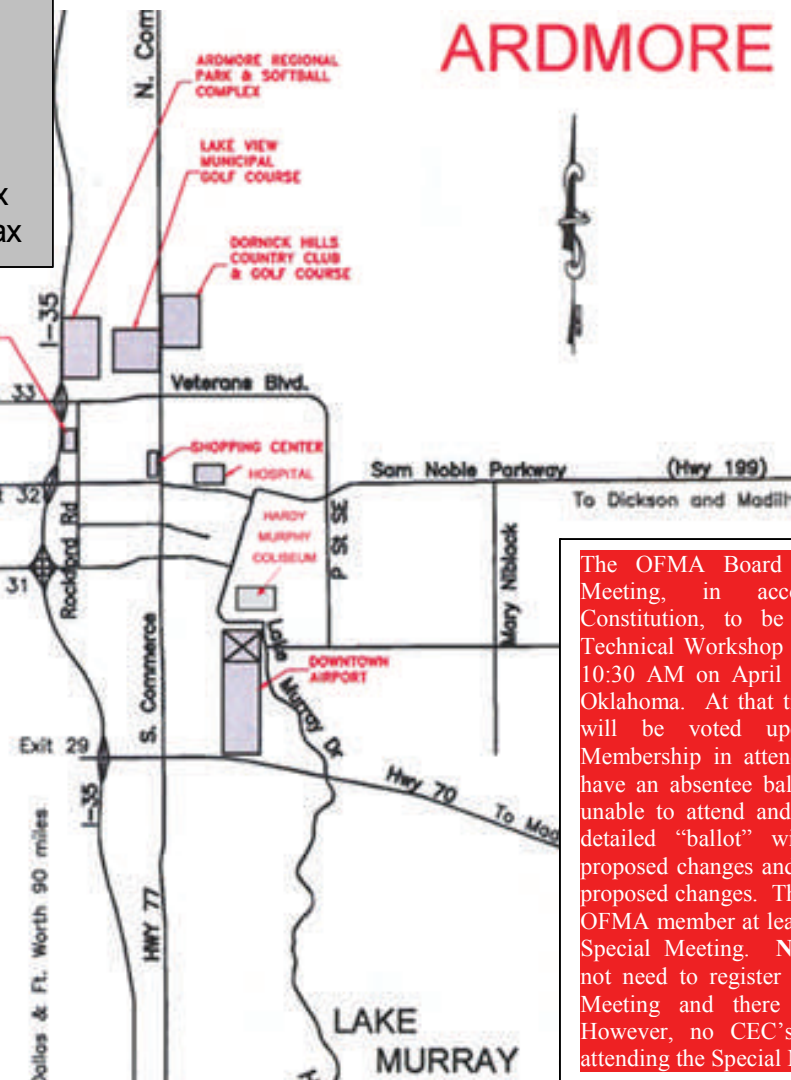 ARDMORE
N. Com
ARDMORE REGIONAL
PARK & SOFTBALL
COMPLEX
LAKE VIEW
MUNICIPAL
GOLF COURSE
x
ax
DORNICK HILLS
COUNTRY CLUB
& GOLF COURSE
I-35
Veterans Blvd.
33
SHOPPING CENTER
HOSPITAL
Sam Noble Parkway
(Hwy 199)
32
To Dickson and
HARDY
MURPHY
COLISEUM
Rockford Rd
P St SE
Mary Niblack
31
S. Commerce
Lake
Murray Dr
DOWNTOWN
AIRPORT
Exit 29
I-35
Hwy 70
To
HWY 77
Dallas & Ft. Worth 90 miles
LAKE
MURRAY
The OFMA Board
Meeting, in acc
Constitution, to be
Technical Workshop
10:30 AM on April
Oklahoma. At that t
will be voted up
Membership in atten
have an absentee bal
unable to attend and
detailed “ballot” wi
proposed changes and
proposed changes. Th
OFMA member at lea
Special Meeting. N
not need to register
Meeting and there
However, no CEC’s
attending the Special